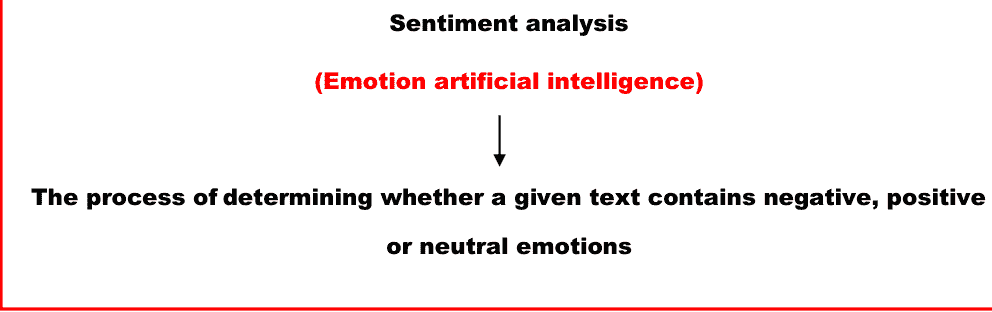 Sentiment analysis
(Emotion artificial intelligence)
The process of determining whether a given text contains negative, positive
or neutral emotions